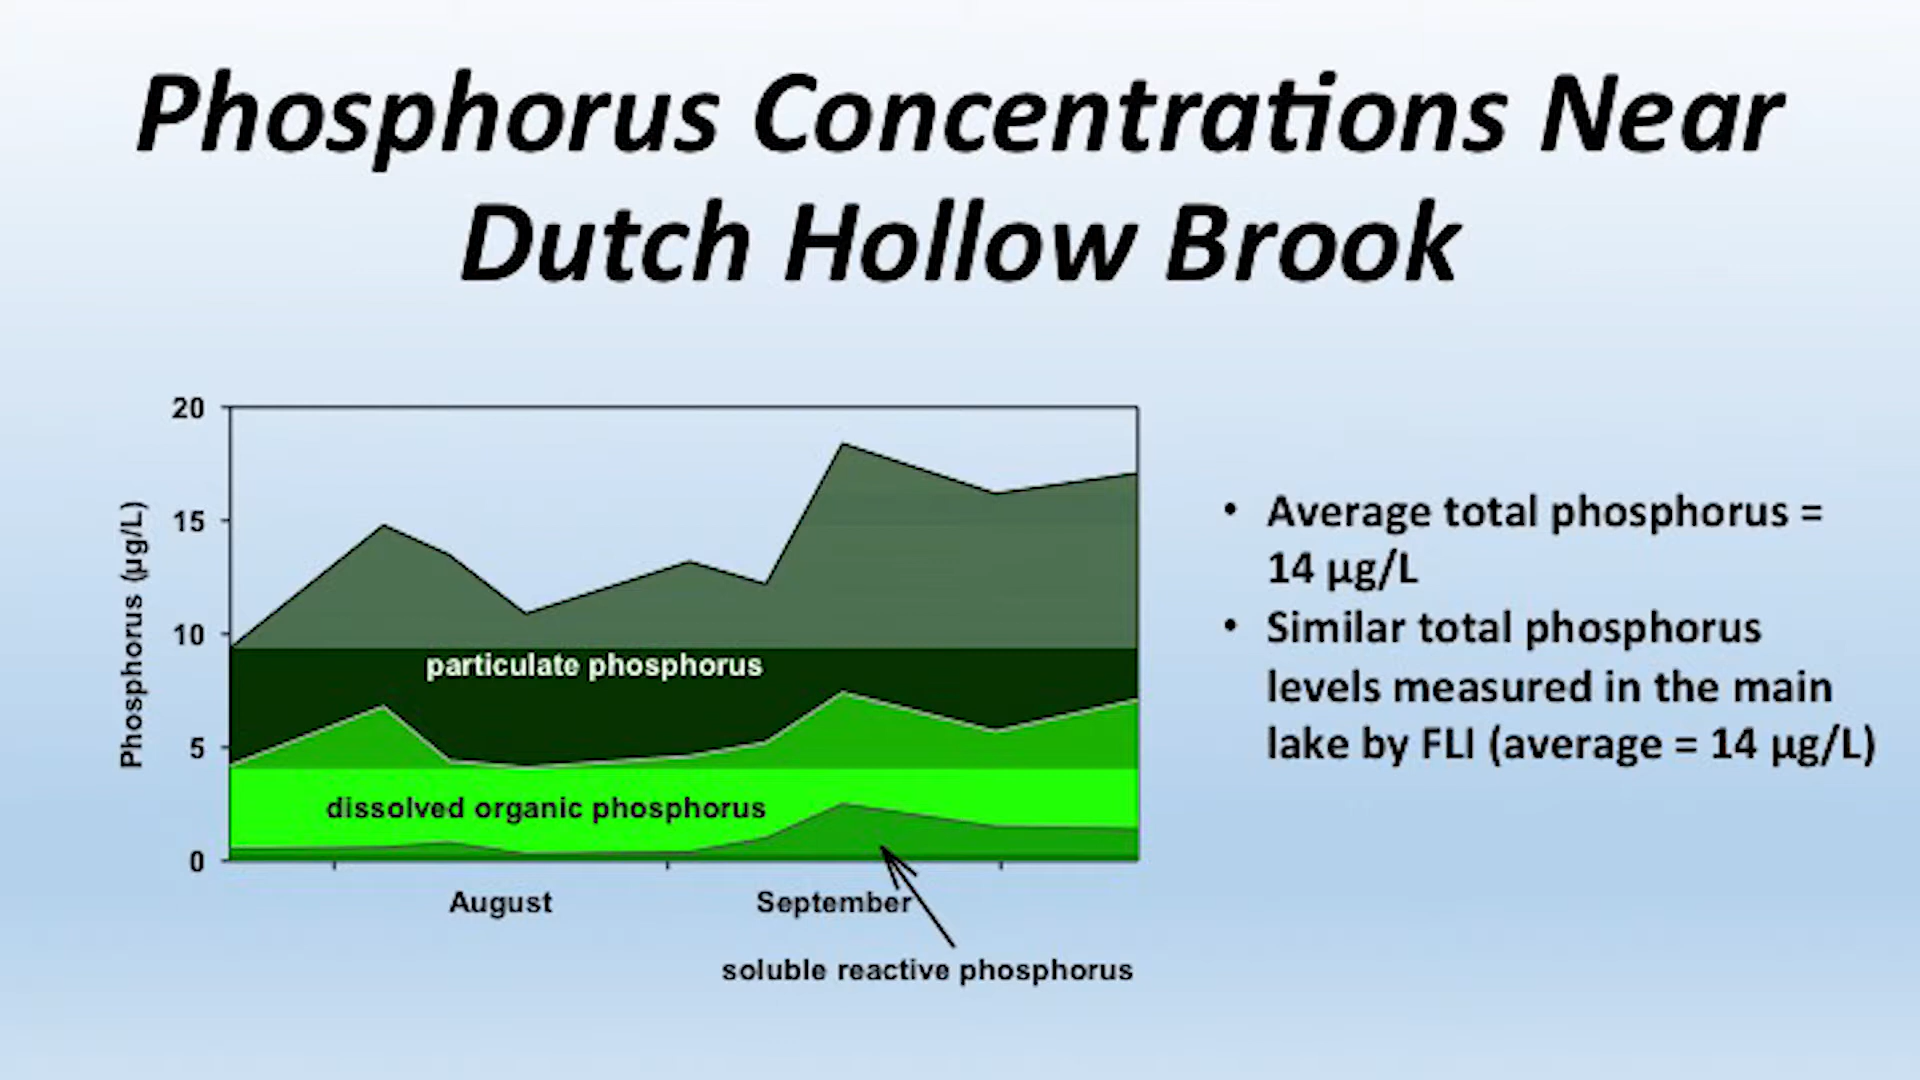 Phosphorus Concentrations Near
Dutch Hollow Brook
20
15
10
5
0
Phosphorus (µg/L)
particulate phosphorus
dissolved organic phosphorus
August
September
soluble reactive phosphorus
• Average total phosphorus =
14 µg/L
• Similar total phosphorus
levels measured in the main
lake by FLI (average = 14 µg/L)